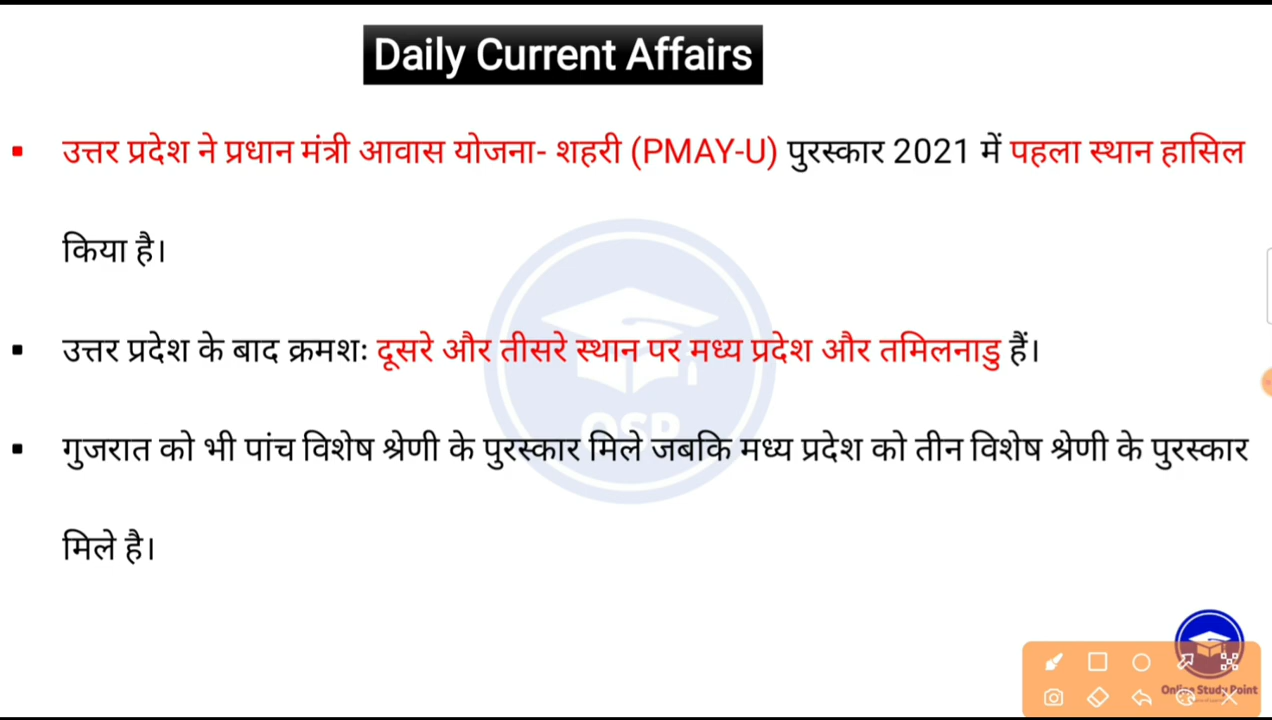 Daily Current Affairs
▪ उत्तर प्रदेश ने प्रधान मंत्री आवास योजना- शहरी (PMAY-U) पुरस्कार 2021 में पहला स्थान हासिल
किया है।
▪ उत्तर प्रदेश के बाद क्रमशः दूसरे और तीसरे स्थान पर मध्य प्रदेश और तमिलनाडु हैं।
OSP
▪ गुजरात को भी पांच विशेष श्रेणी के पुरस्कार मिले जबकि मध्य प्रदेश को तीन विशेष श्रेणी के पुरस्कार
मिले है।
Online Study Point